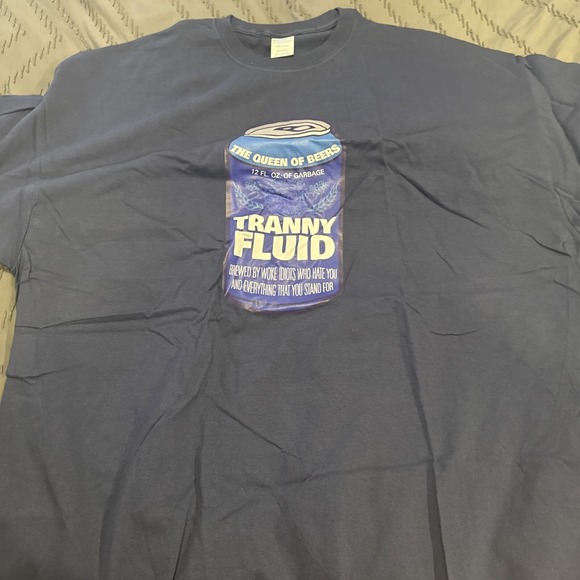 THE QUEEN OF BEERS
12 FL. OZ. OF GARBAGE
TRANNY
FLUID
BREWED BY WOKE IDIOTS WHO HATE YOU
AND EVERYTHING THAT YOU STAND FOR